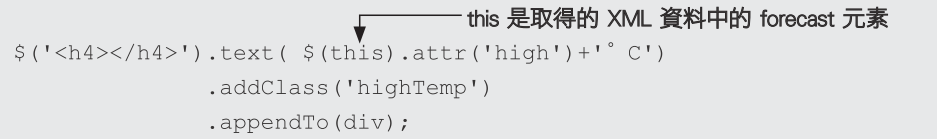 this 是取得的 XML 資料中的 forecast 元素
$('<h4></h4>').text( $(this).attr('high')+'° C')
.addClass('highTemp')
.appendTo(div);